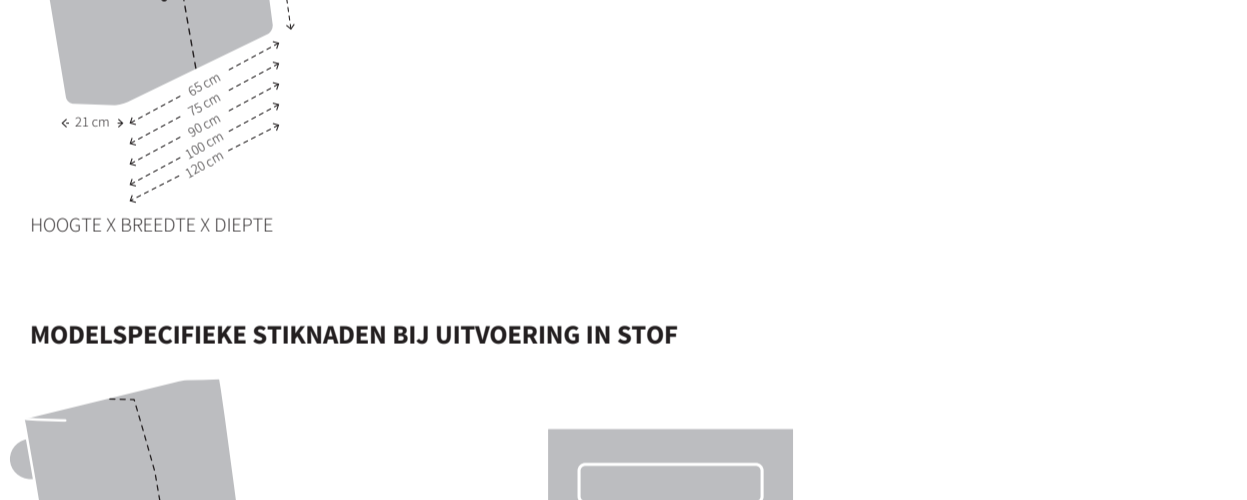 65 cm
75 cm
90 cm
100 cm
120 cm
21 cm
HOOGTE X BREEDTE X DIEPTE
MODELSPECIFIEKE STIKNADEN BIJ UITVOERING IN STOF